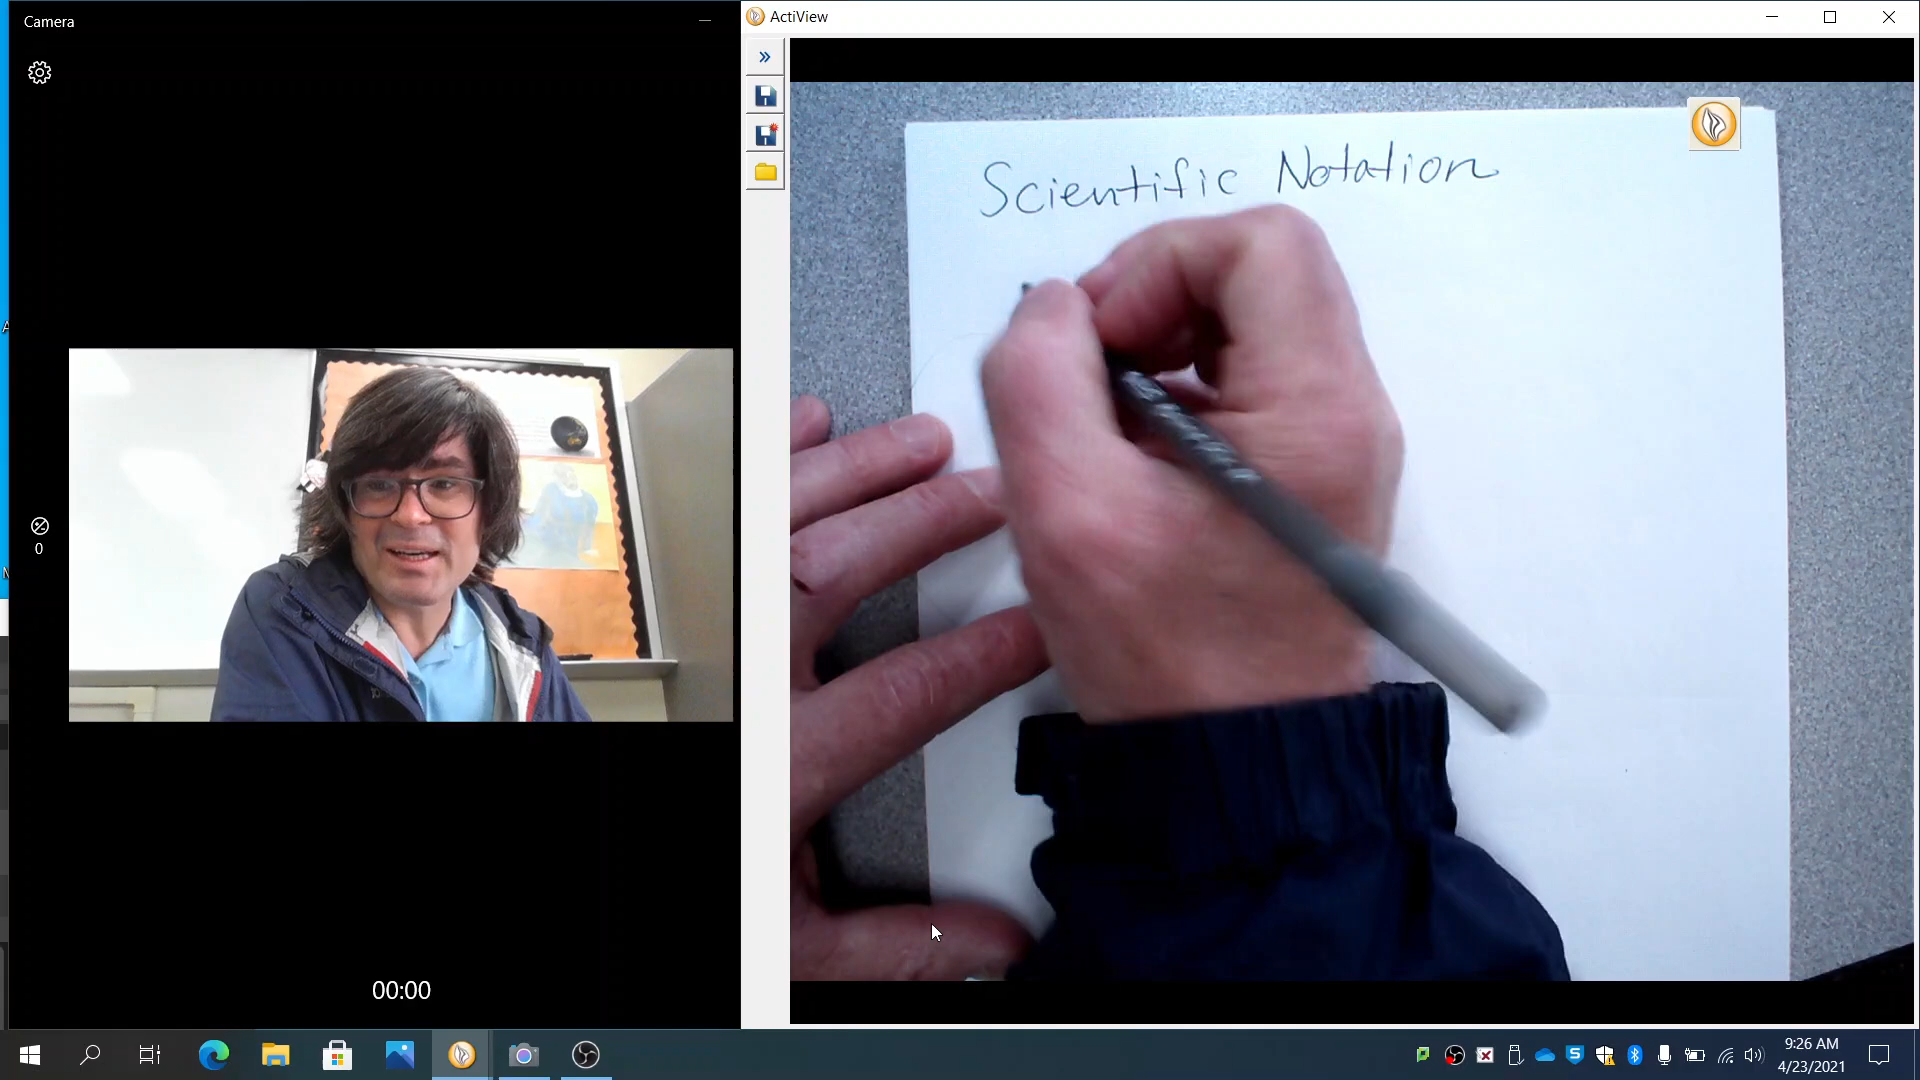 Camera
ActiView
Scientific Notation
0
00:00
9:26 AM
4/23/2021